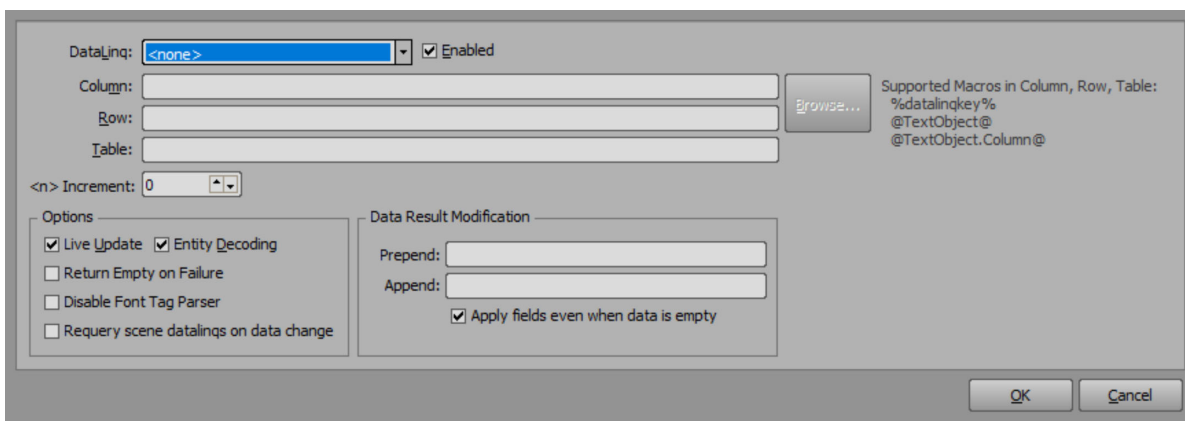 DataLinq: <none> Enabled
Column:
Browse...
Supported Macros in Column, Row, Table:
%datalinqkey%
@TextObject@
@TextObject.Column@
Row:
Table:
<n> Increment: 0
Options
Live Update Entity Decoding
Return Empty on Failure
Disable Font Tag Parser
Requery scene datalinqs on data change
Data Result Modification
Prepend:
Append:
Apply fields even when data is empty
OK Cancel